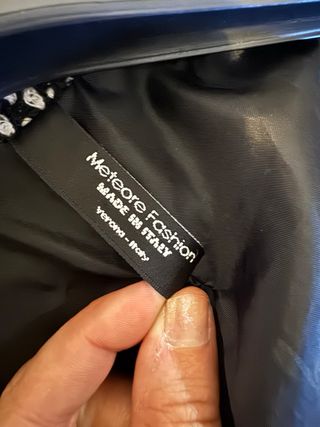 Meteore Fashion
MADE IN ITALY
Verona - Italy